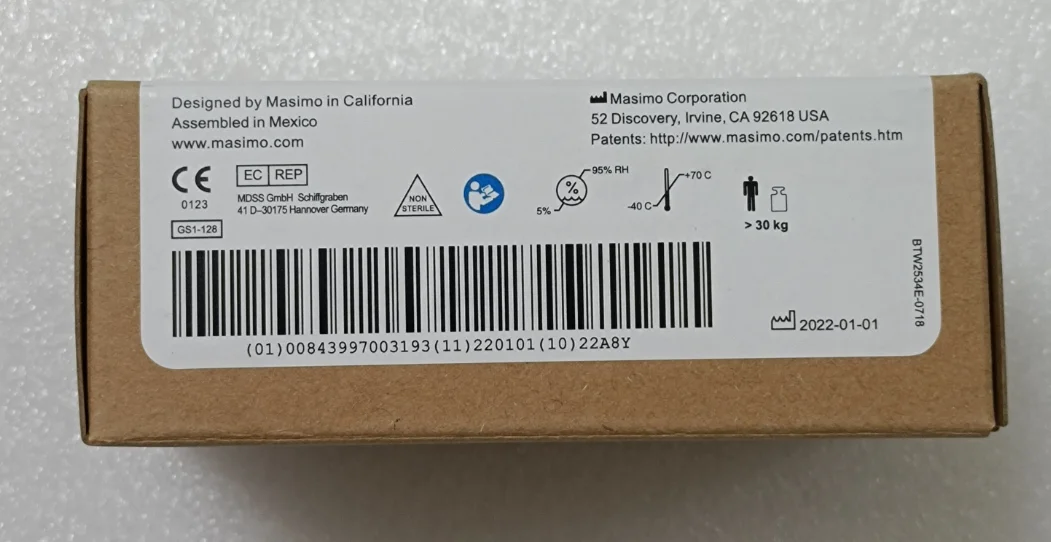 Designed by Masimo in California
Assembled in Mexico
www.masimo.com
Masimo Corporation
52 Discovery, Irvine, CA 92618 USA
Patents: http://www.masimo.com/patents.htm
CE
0123
EC REP
MDSS GmbH Schiffgraben
41 D-30175 Hannover Germany
NON
STERILE
95% RH
%
5%
+70 C
-40 C
> 30 kg
GS1-128
(01)00843997003193(11)220101(10)22A8Y
2022-01-01
BTW2534E-0718